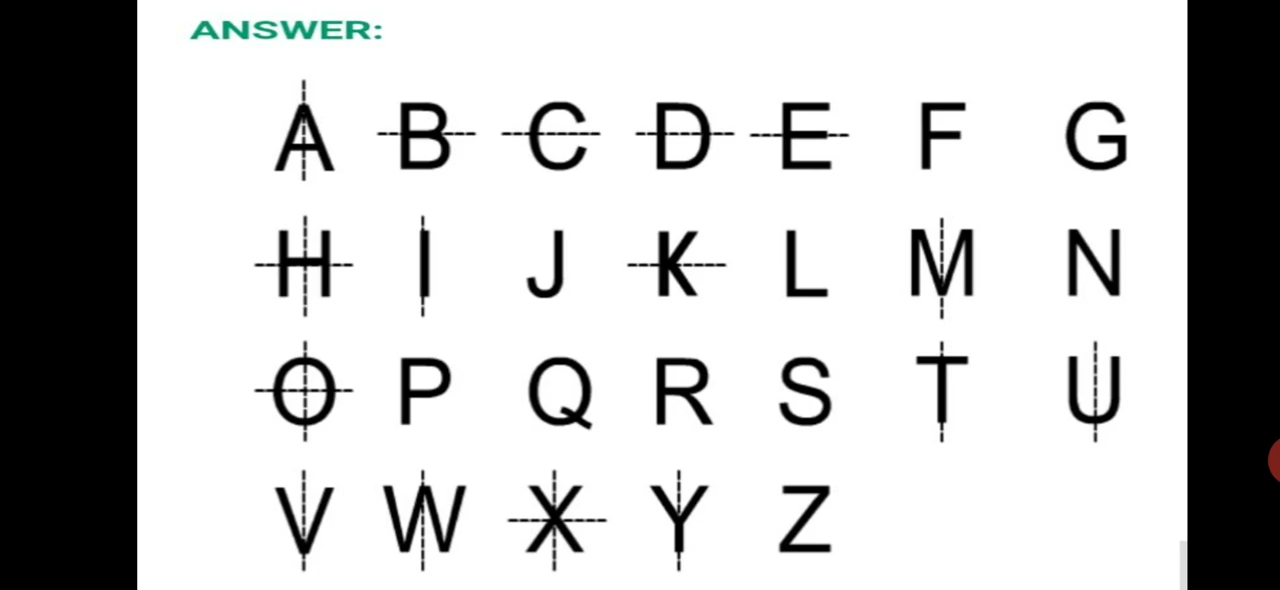 ANSWER:
A B C D E F G
H I J K L M N
O P Q R S T U
V W X Y Z